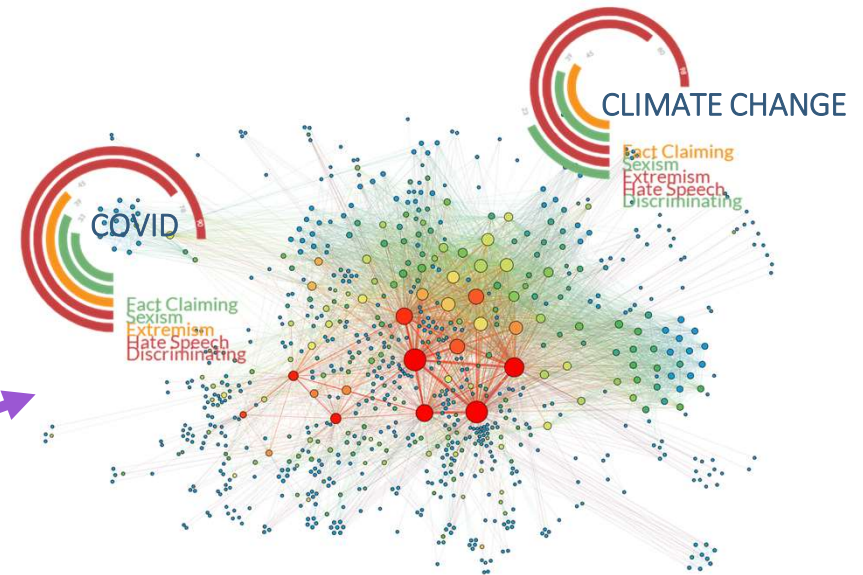 CLIMATE CHANGE
Fact Claiming
Sexism
Extremism
Hate Speech
Discriminating
COVID
Fact Claiming
Sexism
Extremism
Hate Speech
Discriminating